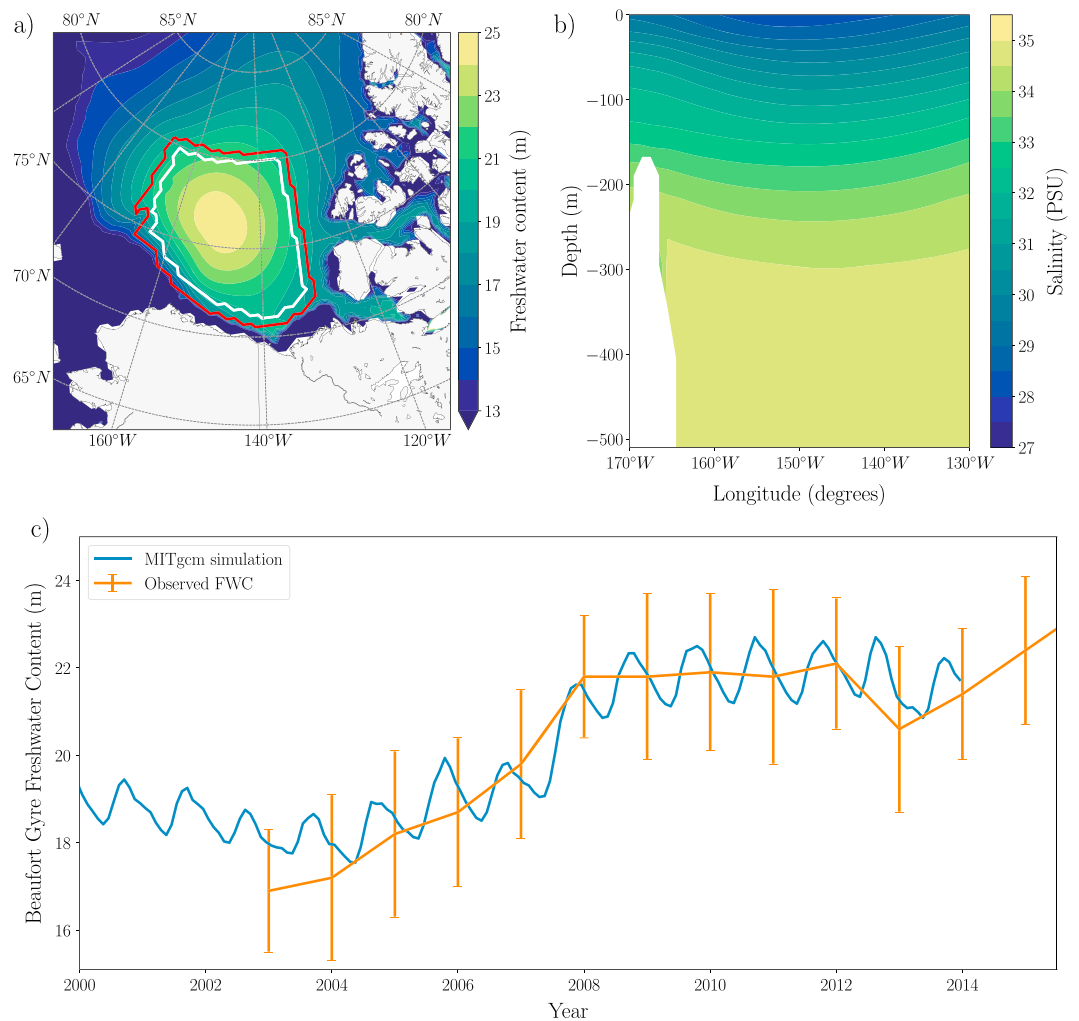 a)
80°N
85°N
85°N
80°N
75°N
70°N
65°N
160°W
140°W
120°W
25
23
21
19
17
15
13
Freshwater content (m)
b)
0
−100
−200
−300
−400
−500
Depth (m)
170°W
160°W
150°W
140°W
130°W
Longitude (degrees)
35
34
33
32
31
30
29
28
27
Salinity (PSU)
c)
MITgcm simulation
Observed FWC
24
22
20
18
16
Beaufort Gyre Freshwater Content (m)
2000
2002
2004
2006
2008
2010
2012
2014
Year